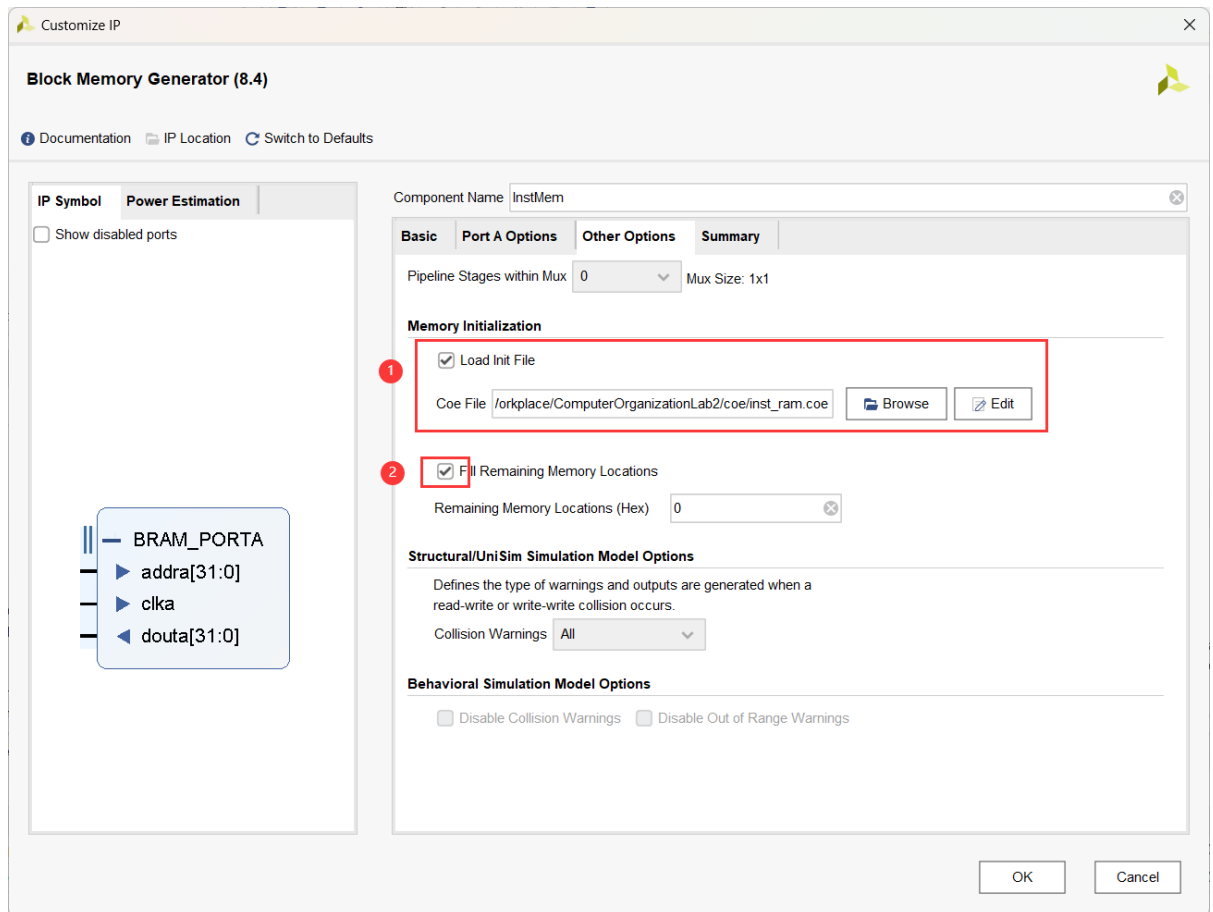 Customize IP
Block Memory Generator (8.4)
Documentation IP Location Switch to Defaults
IP Symbol Power Estimation
Show disabled ports
BRAM_PORTA
addra[31:0]
clka
douta[31:0]
Component Name InstMem
Basic Port A Options Other Options Summary
Pipeline Stages within Mux 0 Mux Size: 1x1
Memory Initialization
1 Load Init File
Coe File /orkplace/ComputerOrganizationLab2/coe/inst_ram.coe Browse Edit
2 Fill Remaining Memory Locations
Remaining Memory Locations (Hex) 0
Structural/UniSim Simulation Model Options
Defines the type of warnings and outputs are generated when a
read-write or write-write collision occurs.
Collision Warnings All
Behavioral Simulation Model Options
Disable Collision Warnings Disable Out of Range Warnings
OK Cancel